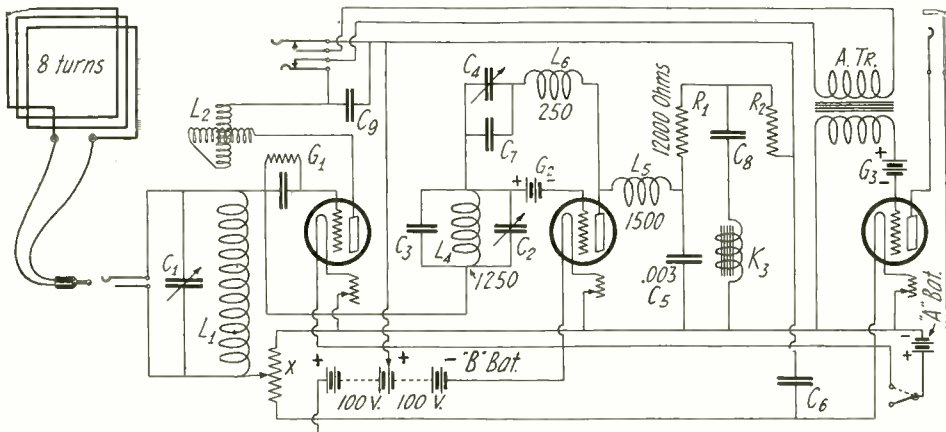 8 turns
L2
C9
G1
C1
L1
X
C4
L6
250
C7
G2
+ -
C3
L4
C2
1250
L5
1500
12000 Ohms
R1
R2
C8
.003
C5
K3
A.Tr.
+
G3 -
"A" Bat.
-
+
+ + - "B" Bat.
100 V. 100 V.
C6